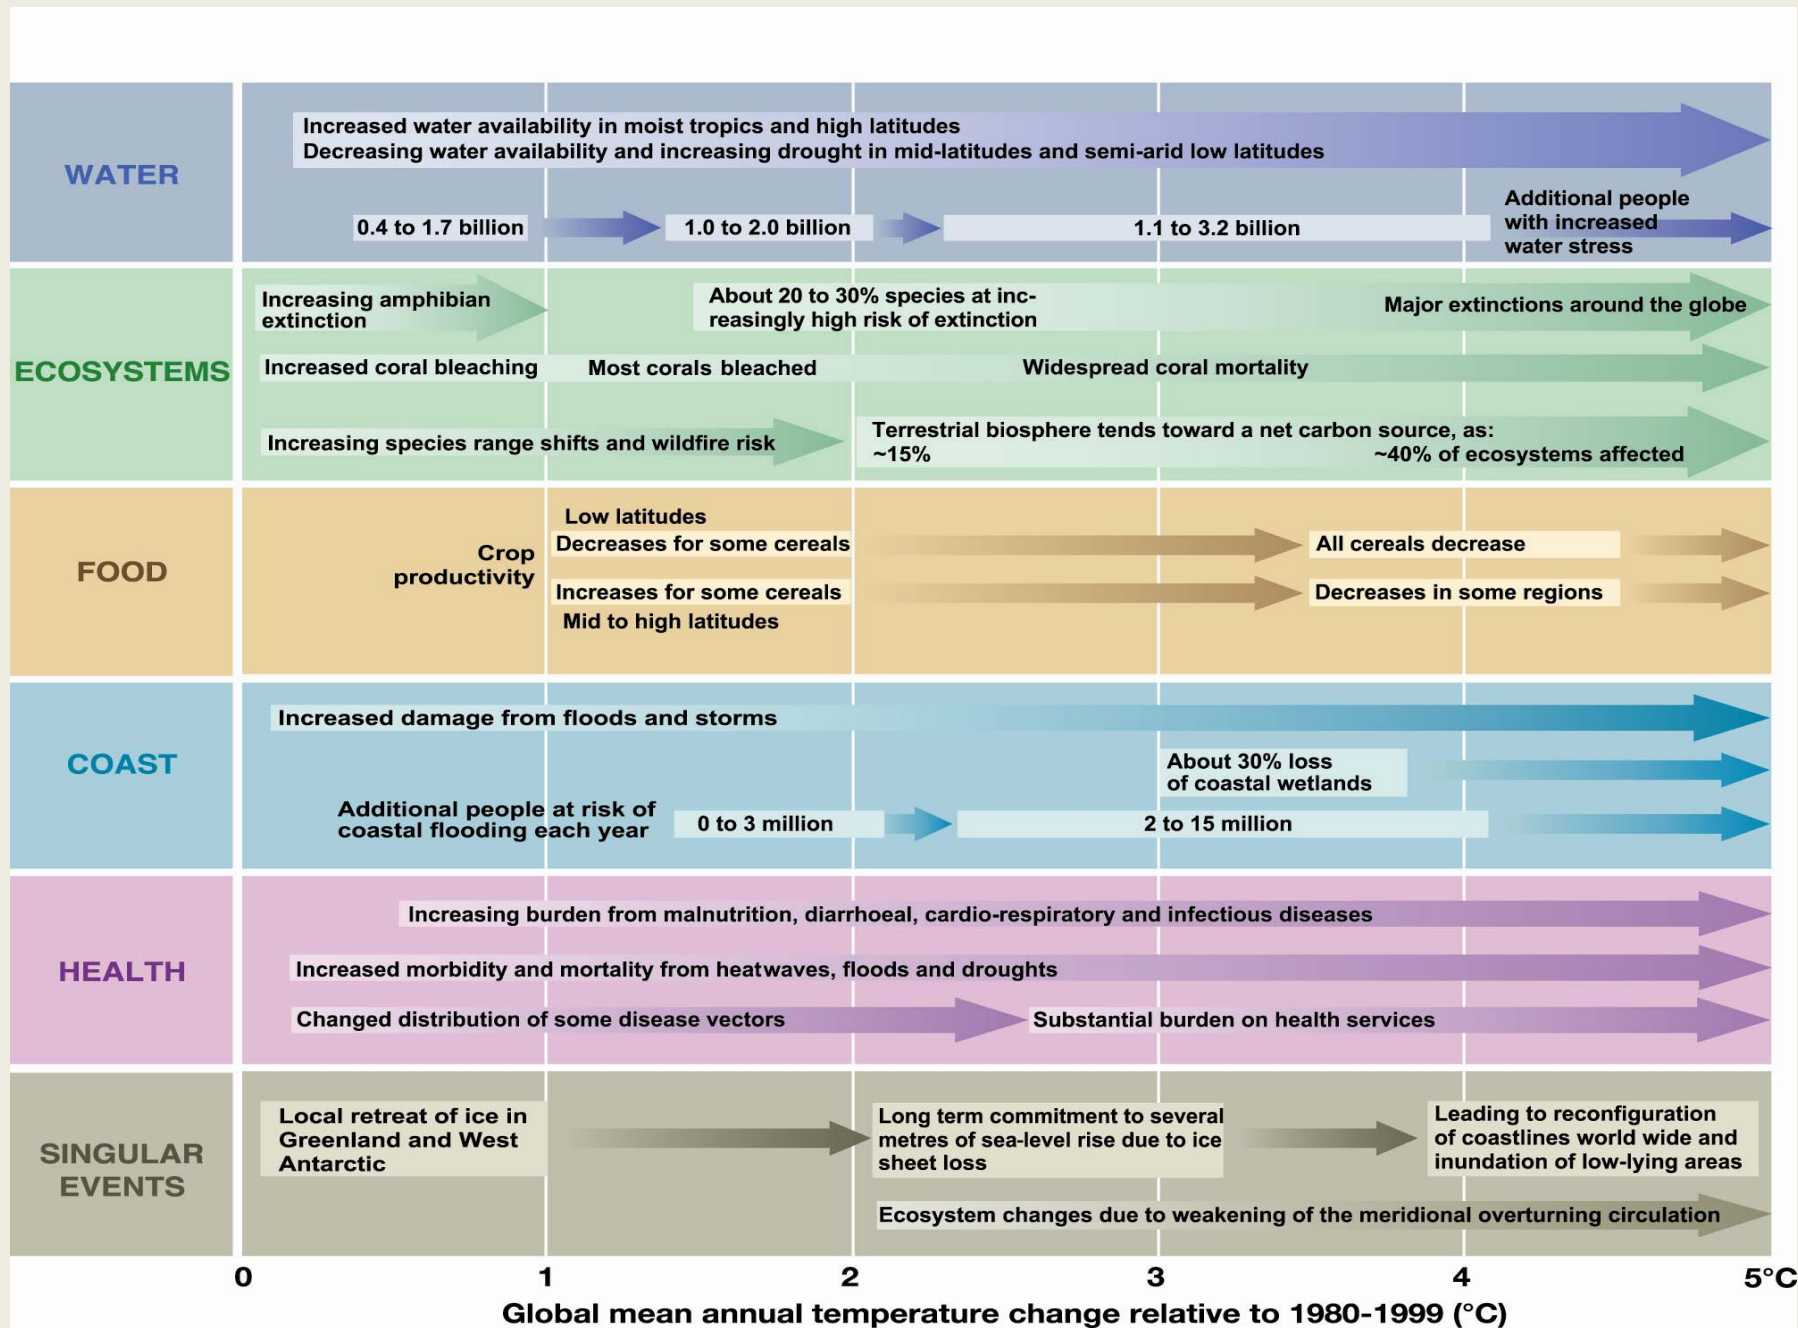 WATER
Increased water availability in moist tropics and high latitudes
Decreasing water availability and increasing drought in mid-latitudes and semi-arid low latitudes
0.4 to 1.7 billion
1.0 to 2.0 billion
1.1 to 3.2 billion
Additional people
with increased
water stress
ECOSYSTEMS
Increasing amphibian
extinction
About 20 to 30% species at inc-
reasingly high risk of extinction
Major extinctions around the globe
Increased coral bleaching
Most corals bleached
Widespread coral mortality
Increasing species range shifts and wildfire risk
Terrestrial biosphere tends toward a net carbon source, as:
~15%
~40% of ecosystems affected
FOOD
Crop
productivity
Low latitudes
Decreases for some cereals
All cereals decrease
Increases for some cereals
Decreases in some regions
Mid to high latitudes
COAST
Increased damage from floods and storms
About 30% loss
of coastal wetlands
Additional people at risk of
coastal flooding each year
0 to 3 million
2 to 15 million
HEALTH
Increasing burden from malnutrition, diarrhoeal, cardio-respiratory and infectious diseases
Increased morbidity and mortality from heatwaves, floods and droughts
Changed distribution of some disease vectors
Substantial burden on health services
SINGULAR
EVENTS
Local retreat of ice in
Greenland and West
Antarctic
Long term commitment to several
metres of sea-level rise due to ice
sheet loss
Leading to reconfiguration
of coastlines world wide and
inundation of low-lying areas
Ecosystem changes due to weakening of the meridional overturning circulation
0 1 2 3 4 5°C
Global mean annual temperature change relative to 1980-1999 (°C)